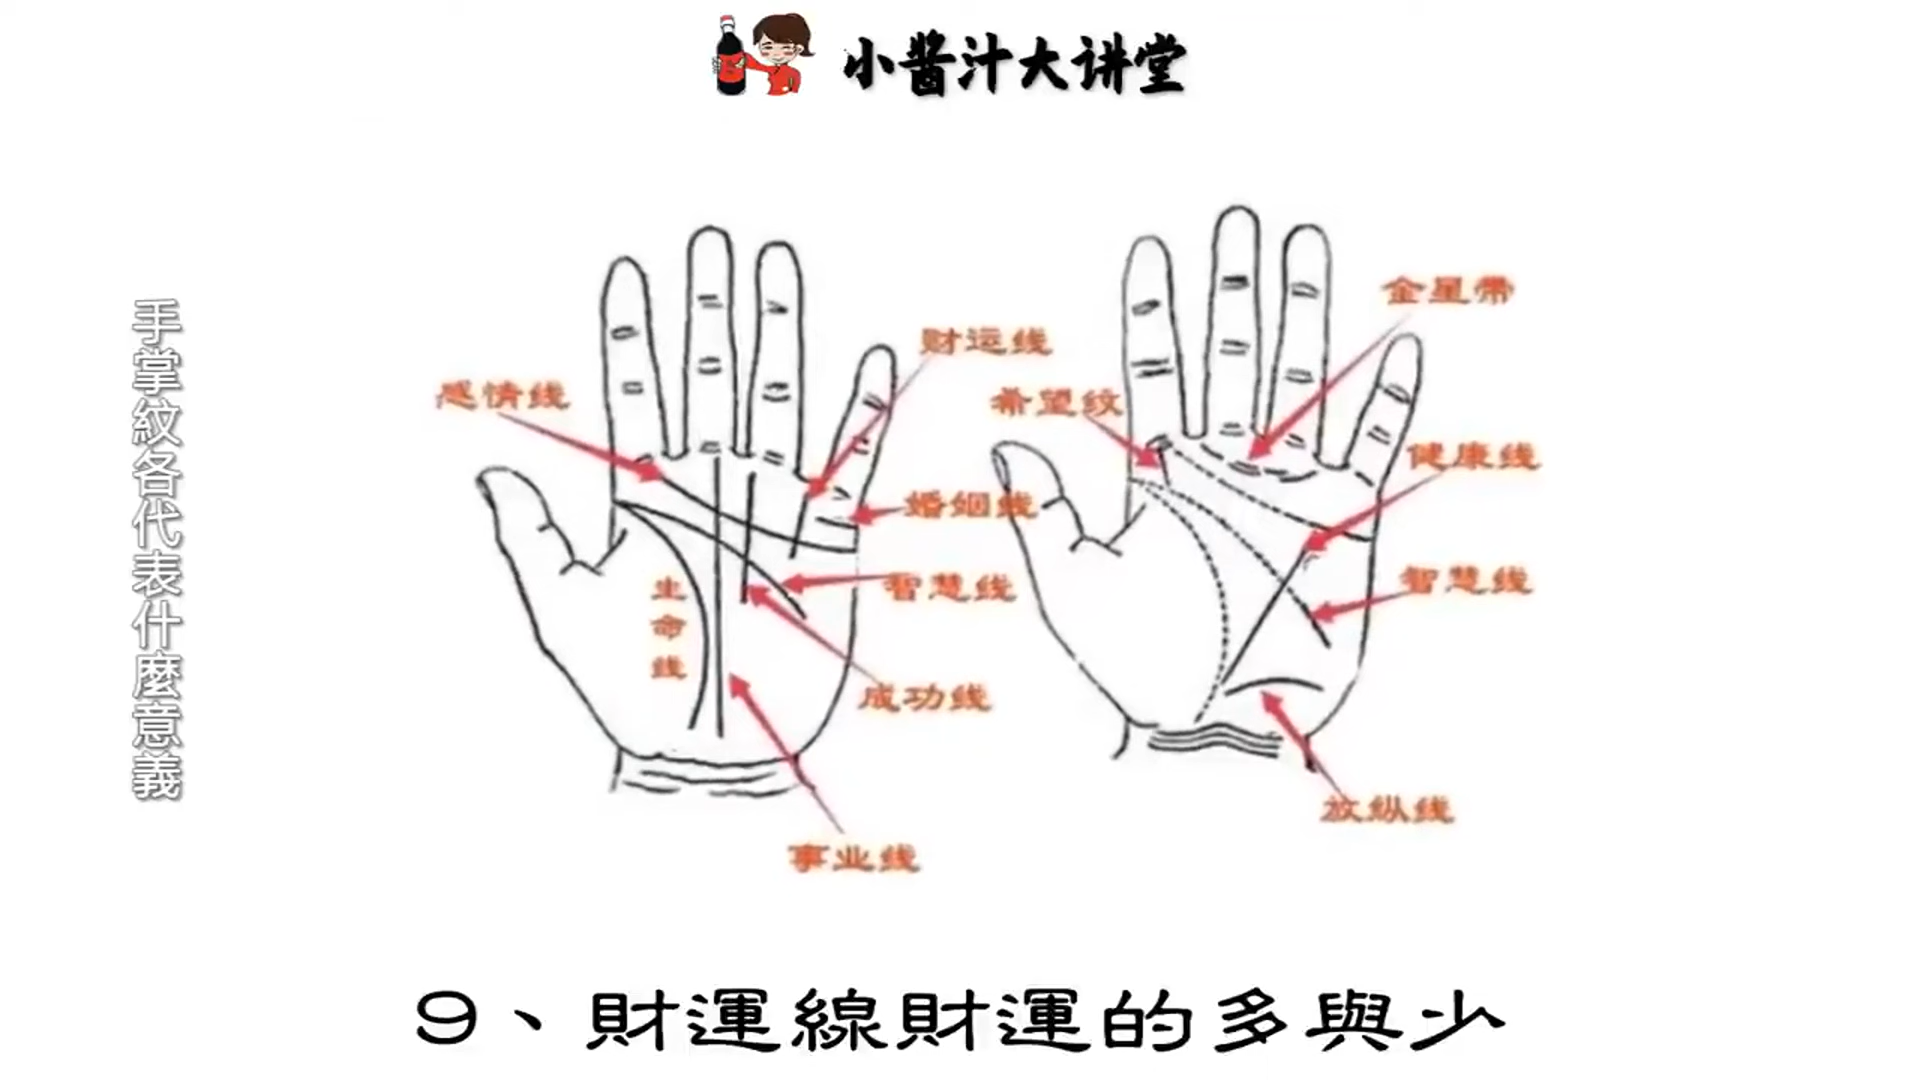 小酱汁大讲堂
手掌紋各代表什麼意義
感情线
财运线
婚姻线
智慧线
生命线
成功线
事业线
金星带
希望纹
健康线
智慧线
放纵线
9、財運線財運的多與少